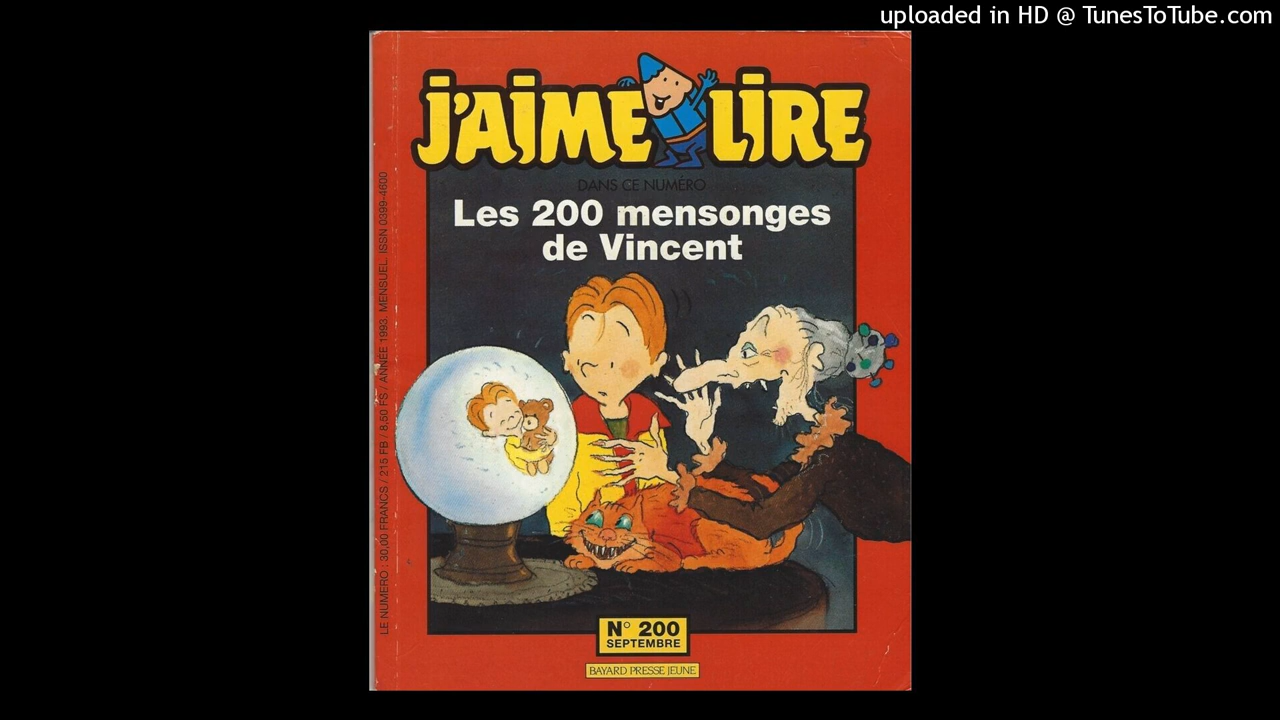 uploaded in HD @ TunesToTube.com
J'AIME LIRE
DANS CE NUMÉRO
Les 200 mensonges
de Vincent
LE NUMÉRO : 30,00 FRANCS / 215 FB / 8,50 FS / ANNÉE 1993. MENSUEL. ISSN 0399-4600
N° 200
SEPTEMBRE
BAYARD PRESSE JEUNE